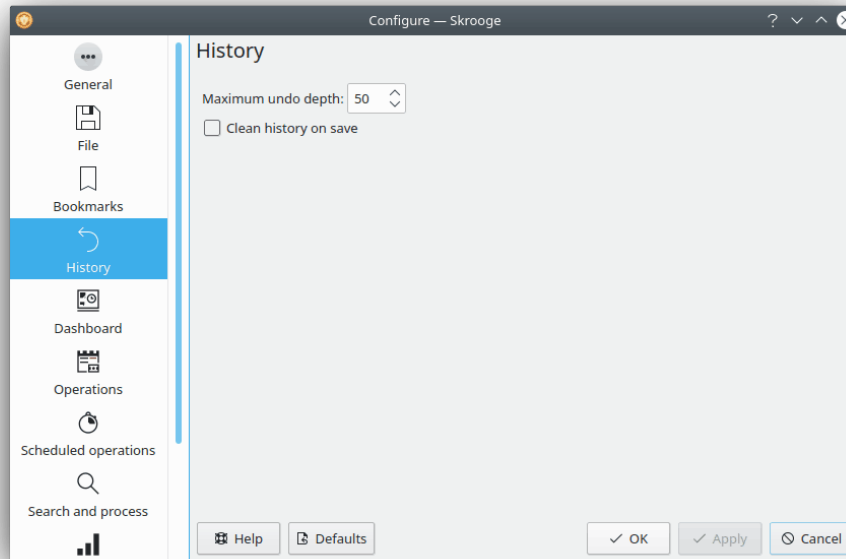 Configure — Skrooge
General
File
Bookmarks
History
Dashboard
Operations
Scheduled operations
Search and process
History
Maximum undo depth: 50
Clean history on save
Help Defaults OK Apply Cancel